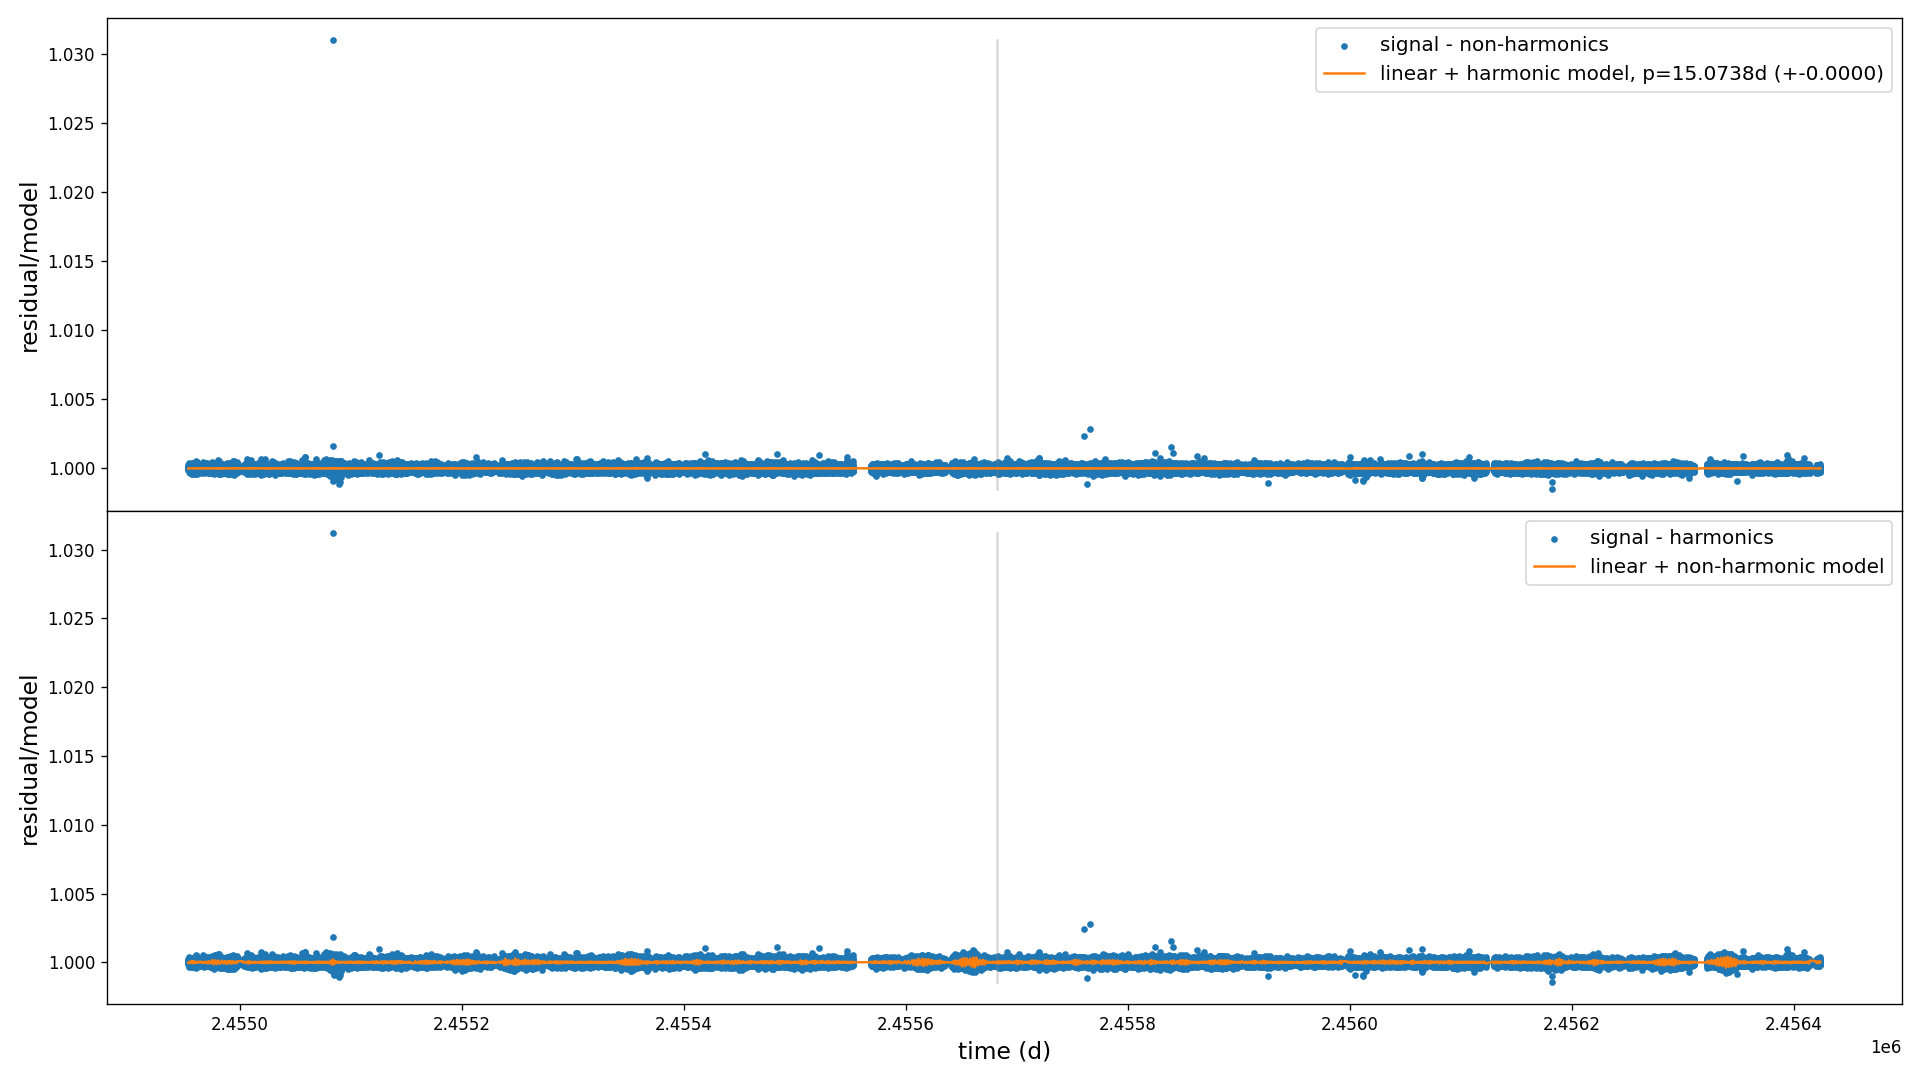 signal - non-harmonics
linear + harmonic model, p=15.0738d (+-0.0000)
1.030
1.025
1.020
1.015
1.010
1.005
1.000
residual/model
signal - harmonics
linear + non-harmonic model
1.030
1.025
1.020
1.015
1.010
1.005
1.000
residual/model
2.4550 2.4552 2.4554 2.4556 2.4558 2.4560 2.4562 2.4564
time (d)
1e6